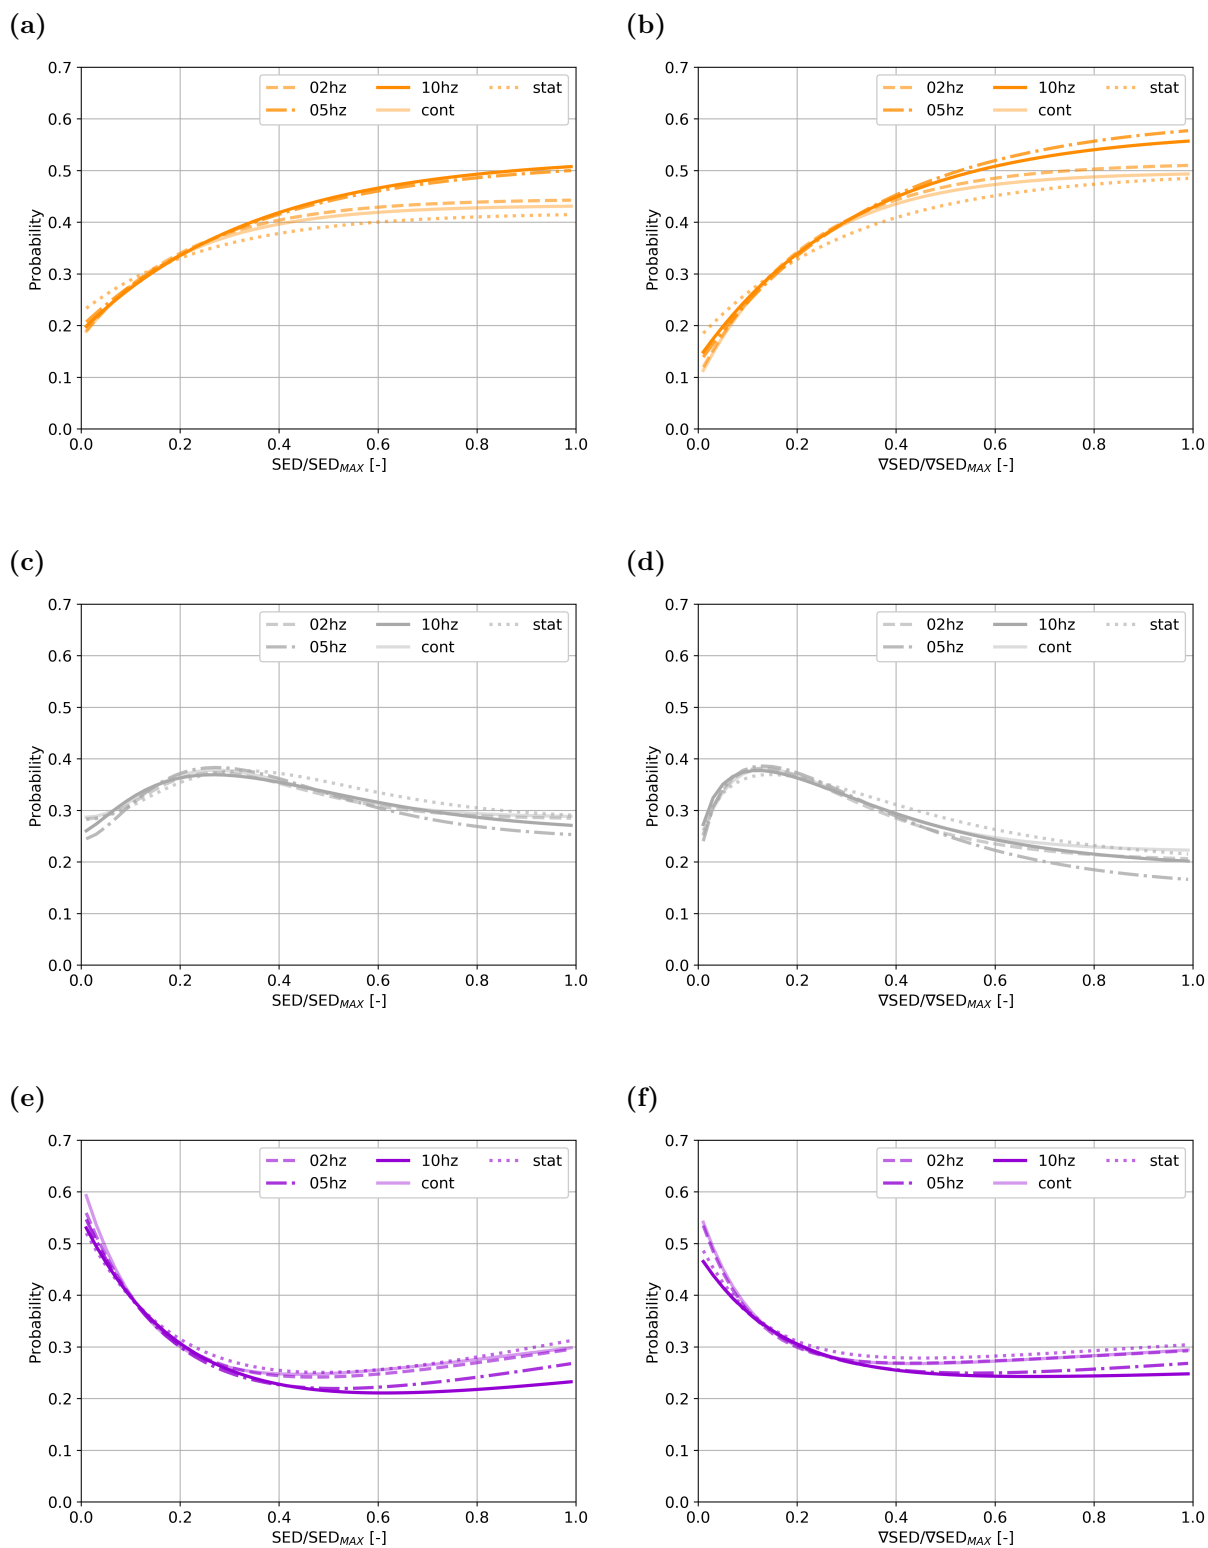 (a)
0.7
0.6
0.5
0.4
0.3
0.2
0.1
0.0
Probability
02hz 10hz stat
05hz cont
0.0 0.2 0.4 0.6 0.8 1.0
SED/SED_MAX [-]
(b)
0.7
0.6
0.5
0.4
0.3
0.2
0.1
0.0
Probability
02hz 10hz stat
05hz cont
0.0 0.2 0.4 0.6 0.8 1.0
∇SED/∇SED_MAX [-]
(c)
0.7
0.6
0.5
0.4
0.3
0.2
0.1
0.0
Probability
02hz 10hz stat
05hz cont
0.0 0.2 0.4 0.6 0.8 1.0
SED/SED_MAX [-]
(d)
0.7
0.6
0.5
0.4
0.3
0.2
0.1
0.0
Probability
02hz 10hz stat
05hz cont
0.0 0.2 0.4 0.6 0.8 1.0
∇SED/∇SED_MAX [-]
(e)
0.7
0.6
0.5
0.4
0.3
0.2
0.1
0.0
Probability
02hz 10hz stat
05hz cont
0.0 0.2 0.4 0.6 0.8 1.0
SED/SED_MAX [-]
(f)
0.7
0.6
0.5
0.4
0.3
0.2
0.1
0.0
Probability
02hz 10hz stat
05hz cont
0.0 0.2 0.4 0.6 0.8 1.0
∇SED/∇SED_MAX [-]